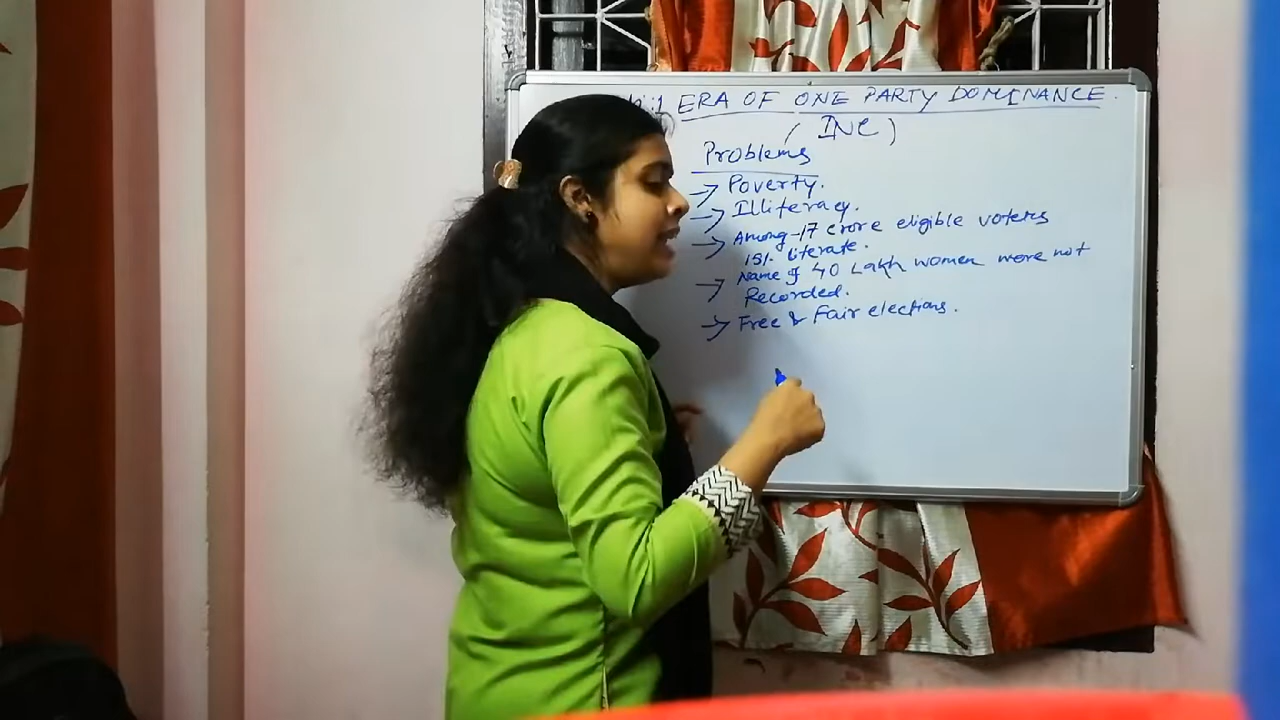 :1 ERA OF ONE PARTY DOMINANCE.
(INC)
Problems
→ Poverty.
→ Illiteracy.
→ Among -17 crore eligible voters
15% literate.
→ Name of 40 Lakh women were not
Recorded.
→ Free & Fair elections.